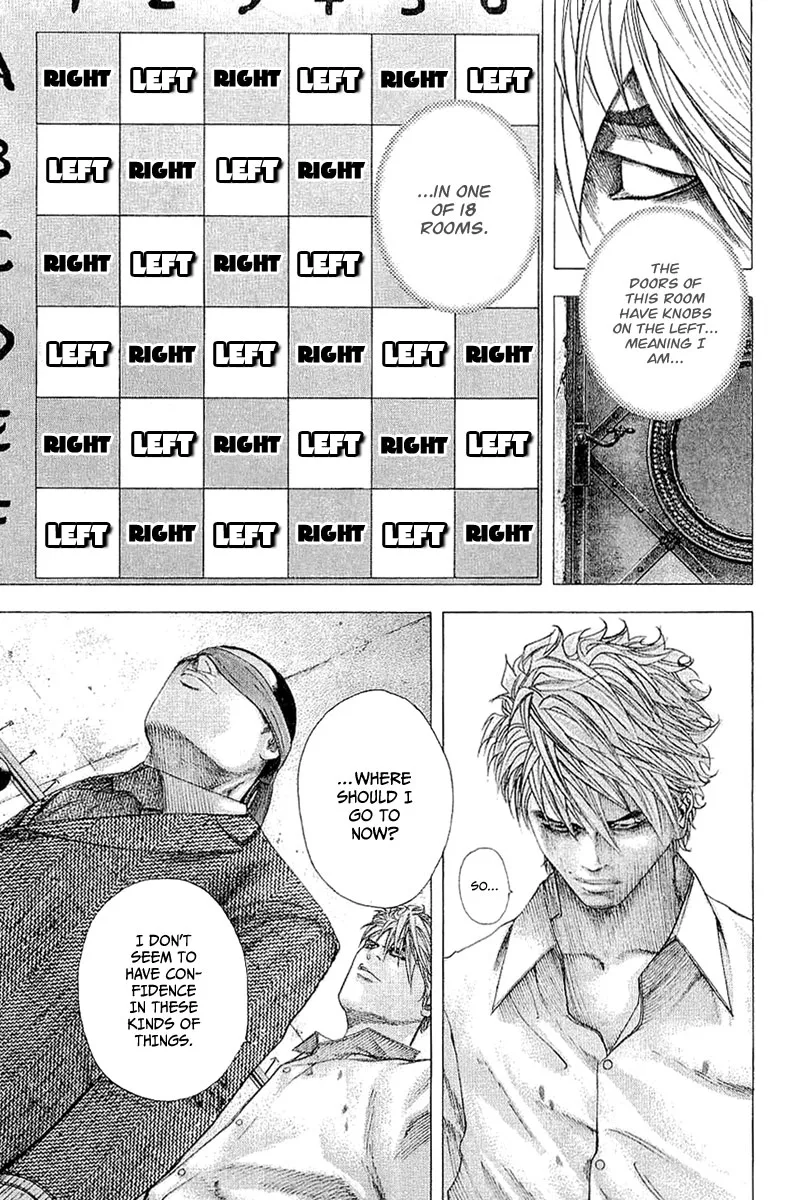 THE
DOORS OF
THIS ROOM
HAVE KNOBS
ON THE LEFT...
MEANING I
AM...
1 2 3 4 5 6
A RIGHT LEFT RIGHT LEFT RIGHT LEFT
B LEFT RIGHT LEFT RIGHT
...IN ONE
OF 18
ROOMS.
C RIGHT LEFT RIGHT LEFT
D LEFT RIGHT LEFT RIGHT LEFT RIGHT
E RIGHT LEFT RIGHT LEFT RIGHT LEFT
F LEFT RIGHT LEFT RIGHT LEFT RIGHT
SO...
...WHERE
SHOULD I
GO TO
NOW?
I DON'T
SEEM TO
HAVE CON-
FIDENCE
IN THESE
KINDS OF
THINGS.